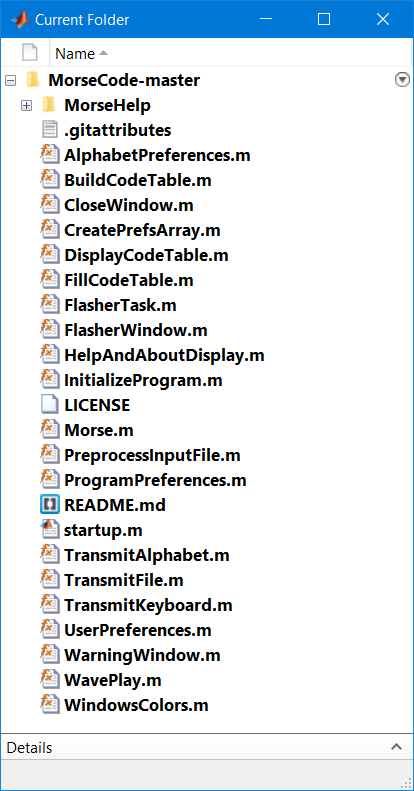 Current Folder
Name
MorseCode-master
MorseHelp
.gitattributes
AlphabetPreferences.m
BuildCodeTable.m
CloseWindow.m
CreatePrefsArray.m
DisplayCodeTable.m
FillCodeTable.m
FlasherTask.m
FlasherWindow.m
HelpAndAboutDisplay.m
InitializeProgram.m
LICENSE
Morse.m
PreprocessInputFile.m
ProgramPreferences.m
README.md
startup.m
TransmitAlphabet.m
TransmitFile.m
TransmitKeyboard.m
UserPreferences.m
WarningWindow.m
WavePlay.m
WindowsColors.m
Details